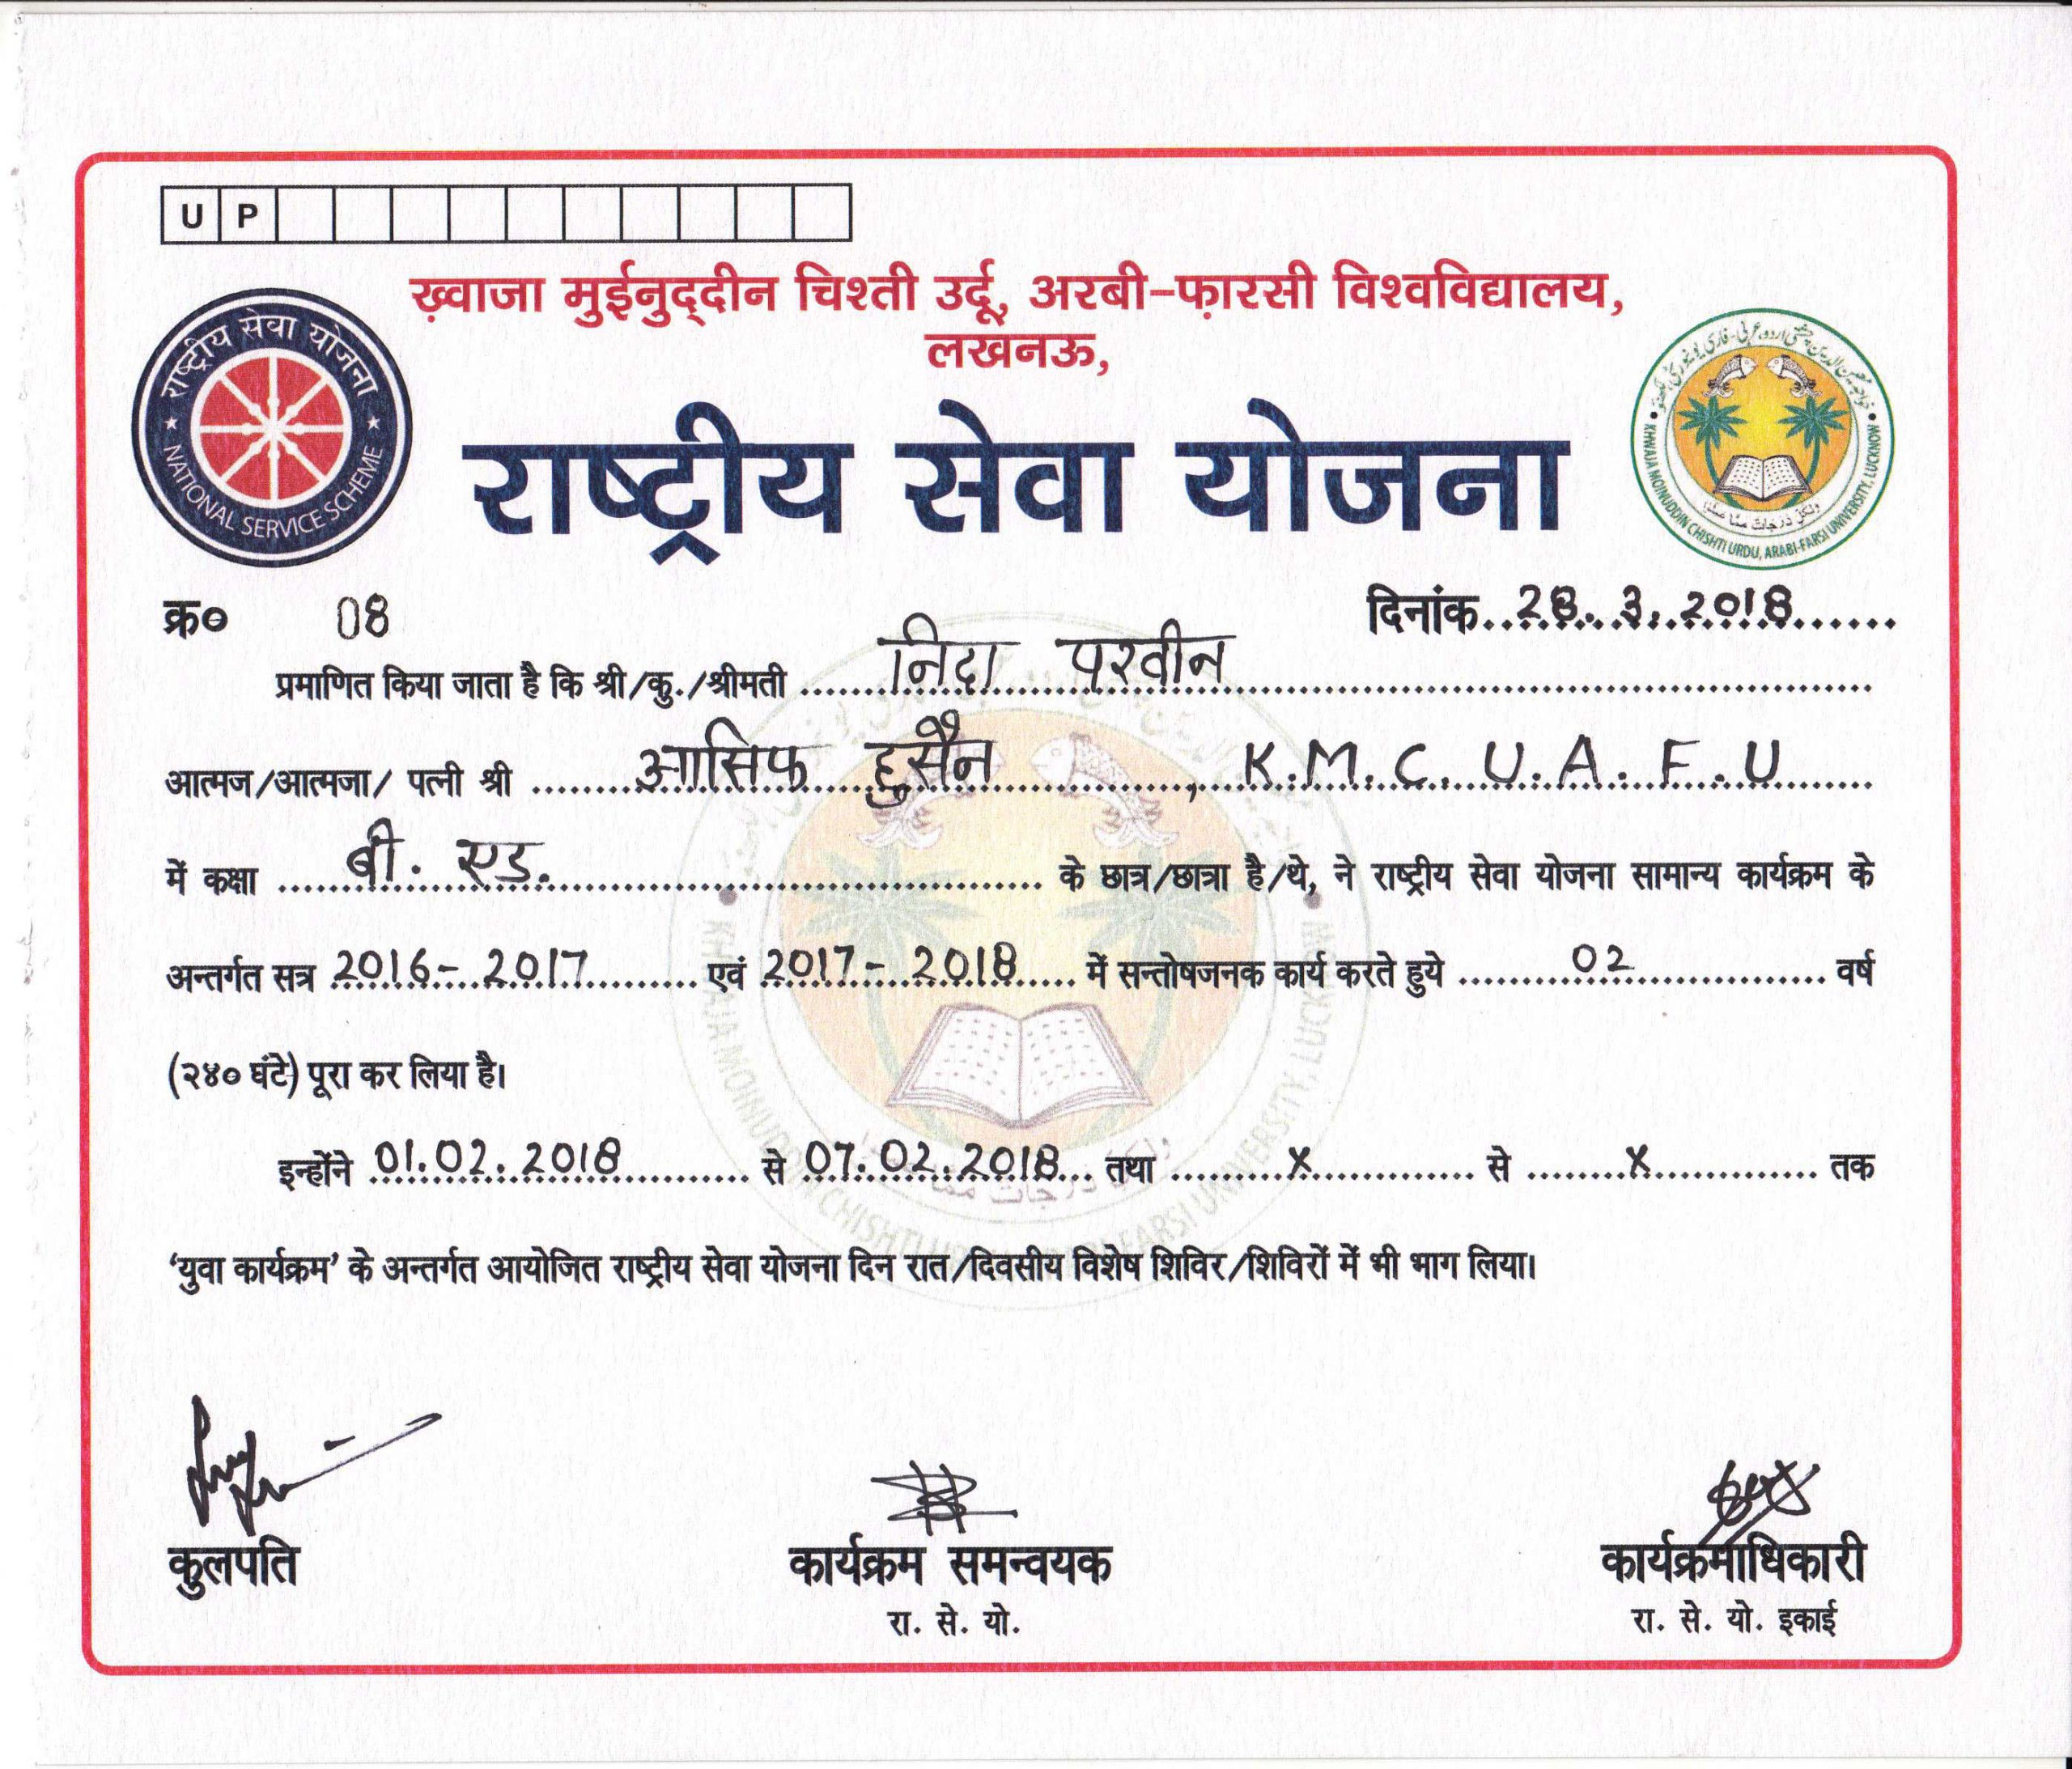 U P
ख़्वाजा मुईनुद्दीन चिश्ती उर्दू, अरबी-फ़ारसी विश्वविद्यालय,
लखनऊ,
राष्ट्रीय सेवा योजना
NATIONAL SERVICE SCHEME
KHWAJA MOINUDDIN CHISHTI URDU, ARABI-FARSI UNIVERSITY, LUCKNOW
राष्ट्रीय सेवा योजना
क्र० 08 दिनांक 28.3.2018
प्रमाणित किया जाता है कि श्री/कु./श्रीमती निदा परवीन
आत्मज/आत्मजा/ पत्नी श्री आसिफ हुसैन, K.M.C.U.A.F.U
में कक्षा बी. एड. के छात्र/छात्रा है/थे, ने राष्ट्रीय सेवा योजना सामान्य कार्यक्रम के
अन्तर्गत सत्र 2016-2017 एवं 2017-2018 में सन्तोषजनक कार्य करते हुये 02 वर्ष
(२४० घंटे) पूरा कर लिया है।
इन्होंने 01.02.2018 से 07.02.2018 तथा x से x तक
‘युवा कार्यक्रम’ के अन्तर्गत आयोजित राष्ट्रीय सेवा योजना दिन रात/दिवसीय विशेष शिविर/शिविरों में भी भाग लिया।
कुलपति कार्यक्रम समन्वयक कार्यक्रमाधिकारी
रा. से. यो. रा. से. यो. इकाई